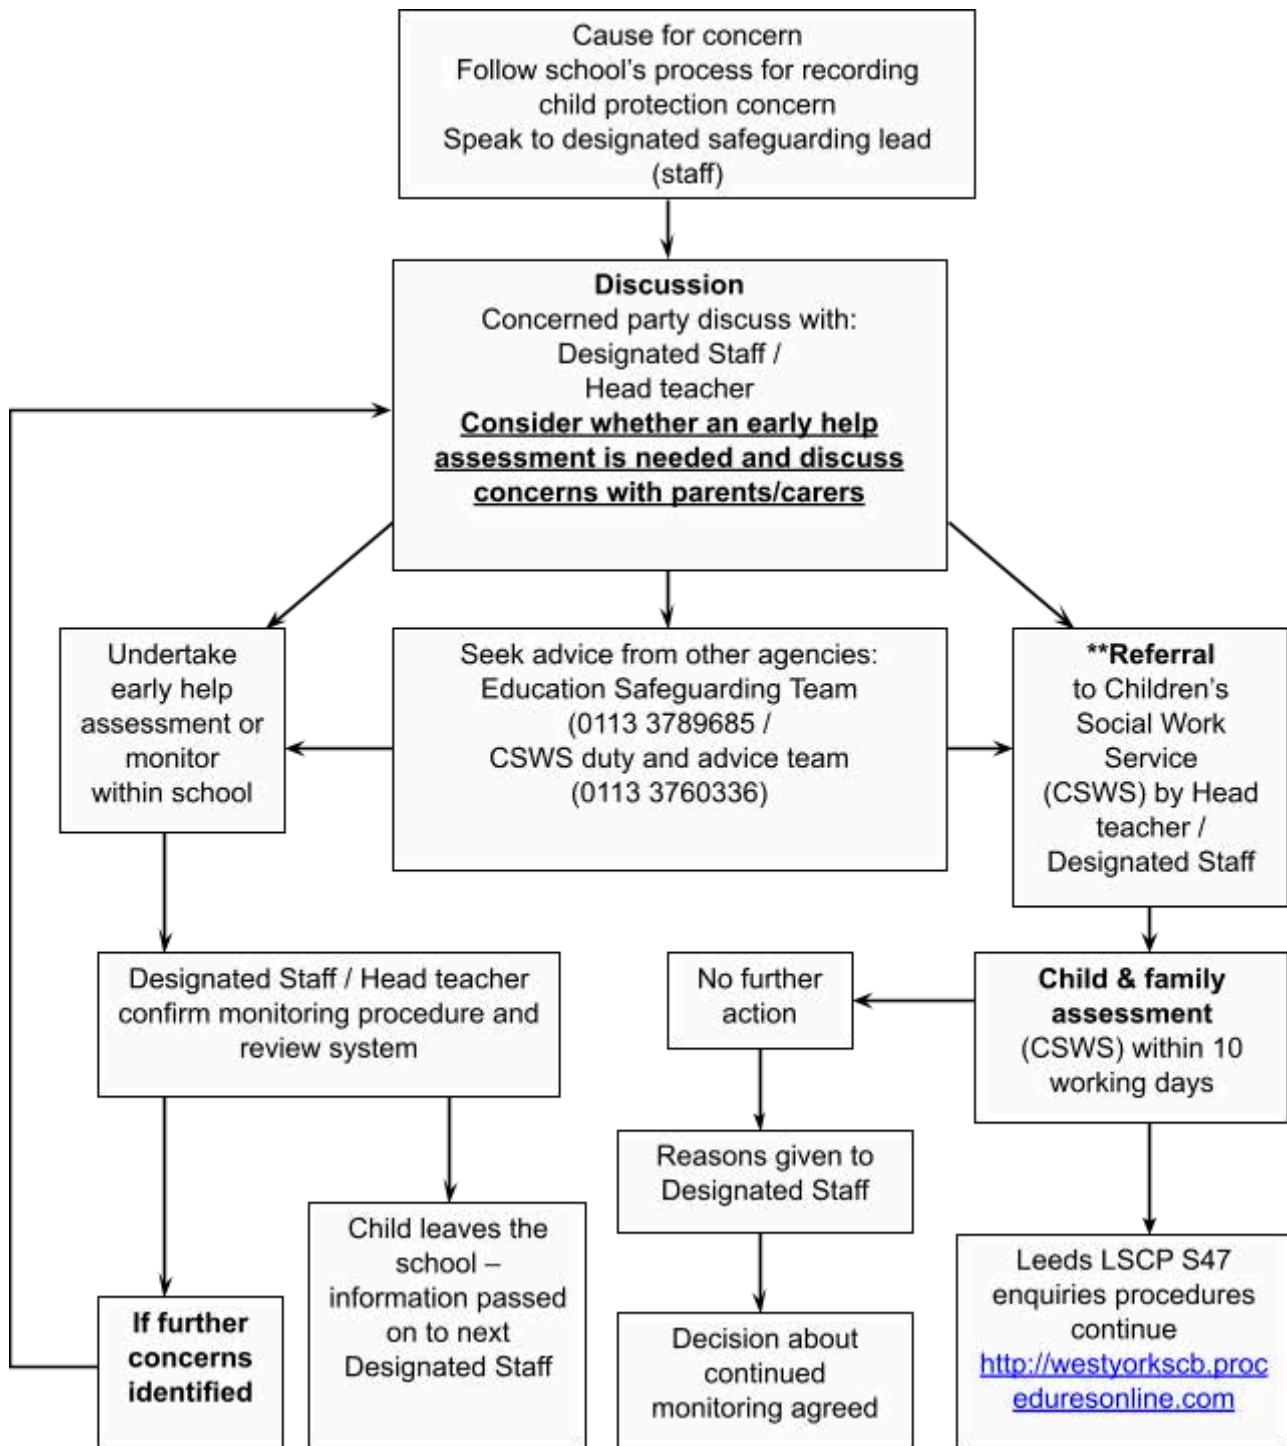 Cause for concern
Follow school's process for recording
child protection concern
Speak to designated safeguarding lead
(staff)
Discussion
Concerned party discuss with:
Designated Staff /
Head teacher
Consider whether an early help
assessment is needed and discuss
concerns with parents/carers
Undertake
early help
assessment or
monitor
within school
Seek advice from other agencies:
Education Safeguarding Team
(0113 3789685 /
CSWS duty and advice team
(0113 3760336)
**Referral
to Children's
Social Work
Service
(CSWS) by Head
teacher /
Designated Staff
Designated Staff / Head teacher
confirm monitoring procedure and
review system
No further
action
Child & family
assessment
(CSWS) within 10
working days
Reasons given to
Designated Staff
If further
concerns
identified
Child leaves the
school –
information passed
on to next
Designated Staff
Decision about
continued
monitoring agreed
Leeds LSCP S47
enquiries procedures
continue
http://westyorkscb.proc
eduresonline.com